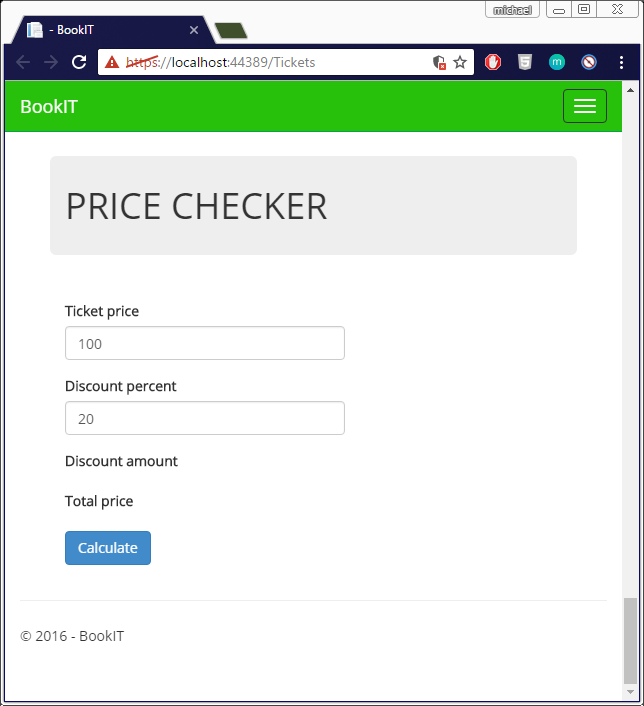 michael
- BookIT
https://localhost:44389/Tickets
BookIT
PRICE CHECKER
Ticket price
100
Discount percent
20
Discount amount
Total price
Calculate
© 2016 - BookIT